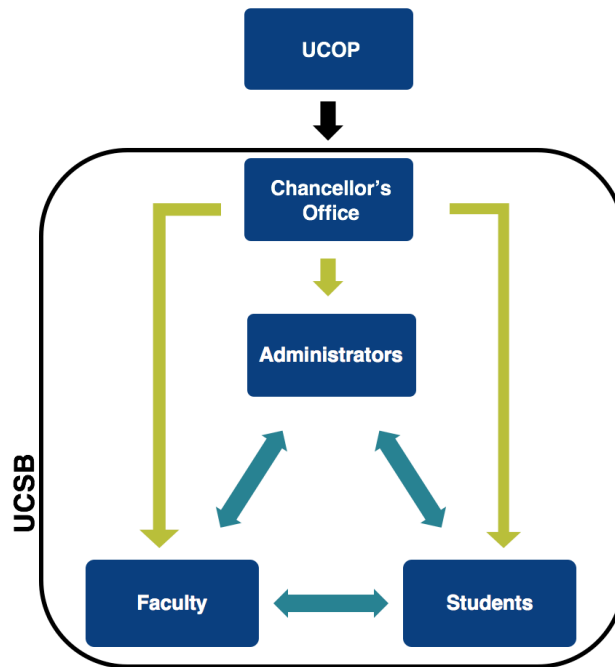 UCOP
Chancellor's
Office
Administrators
UCSB
Faculty
Students